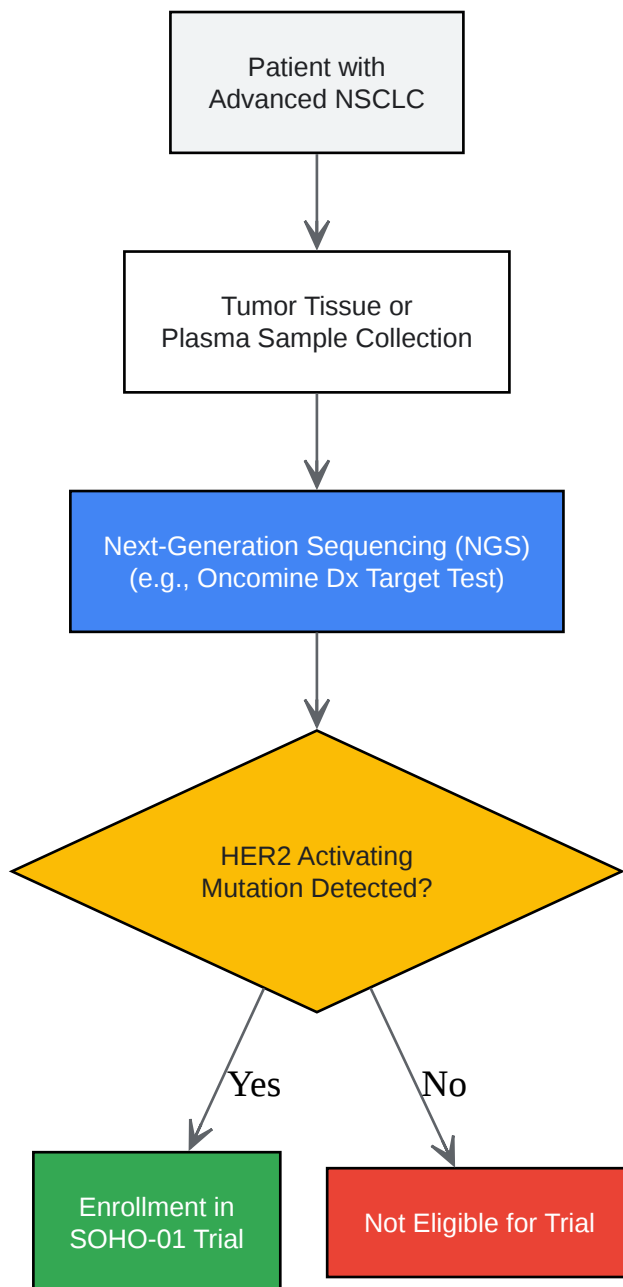 Patient with
Advanced NSCLC
Tumor Tissue or
Plasma Sample Collection
Next-Generation Sequencing (NGS)
(e.g., Oncomine Dx Target Test)
HER2 Activating
Mutation Detected?
Yes
No
Enrollment in
SOHO-01 Trial
Not Eligible for Trial